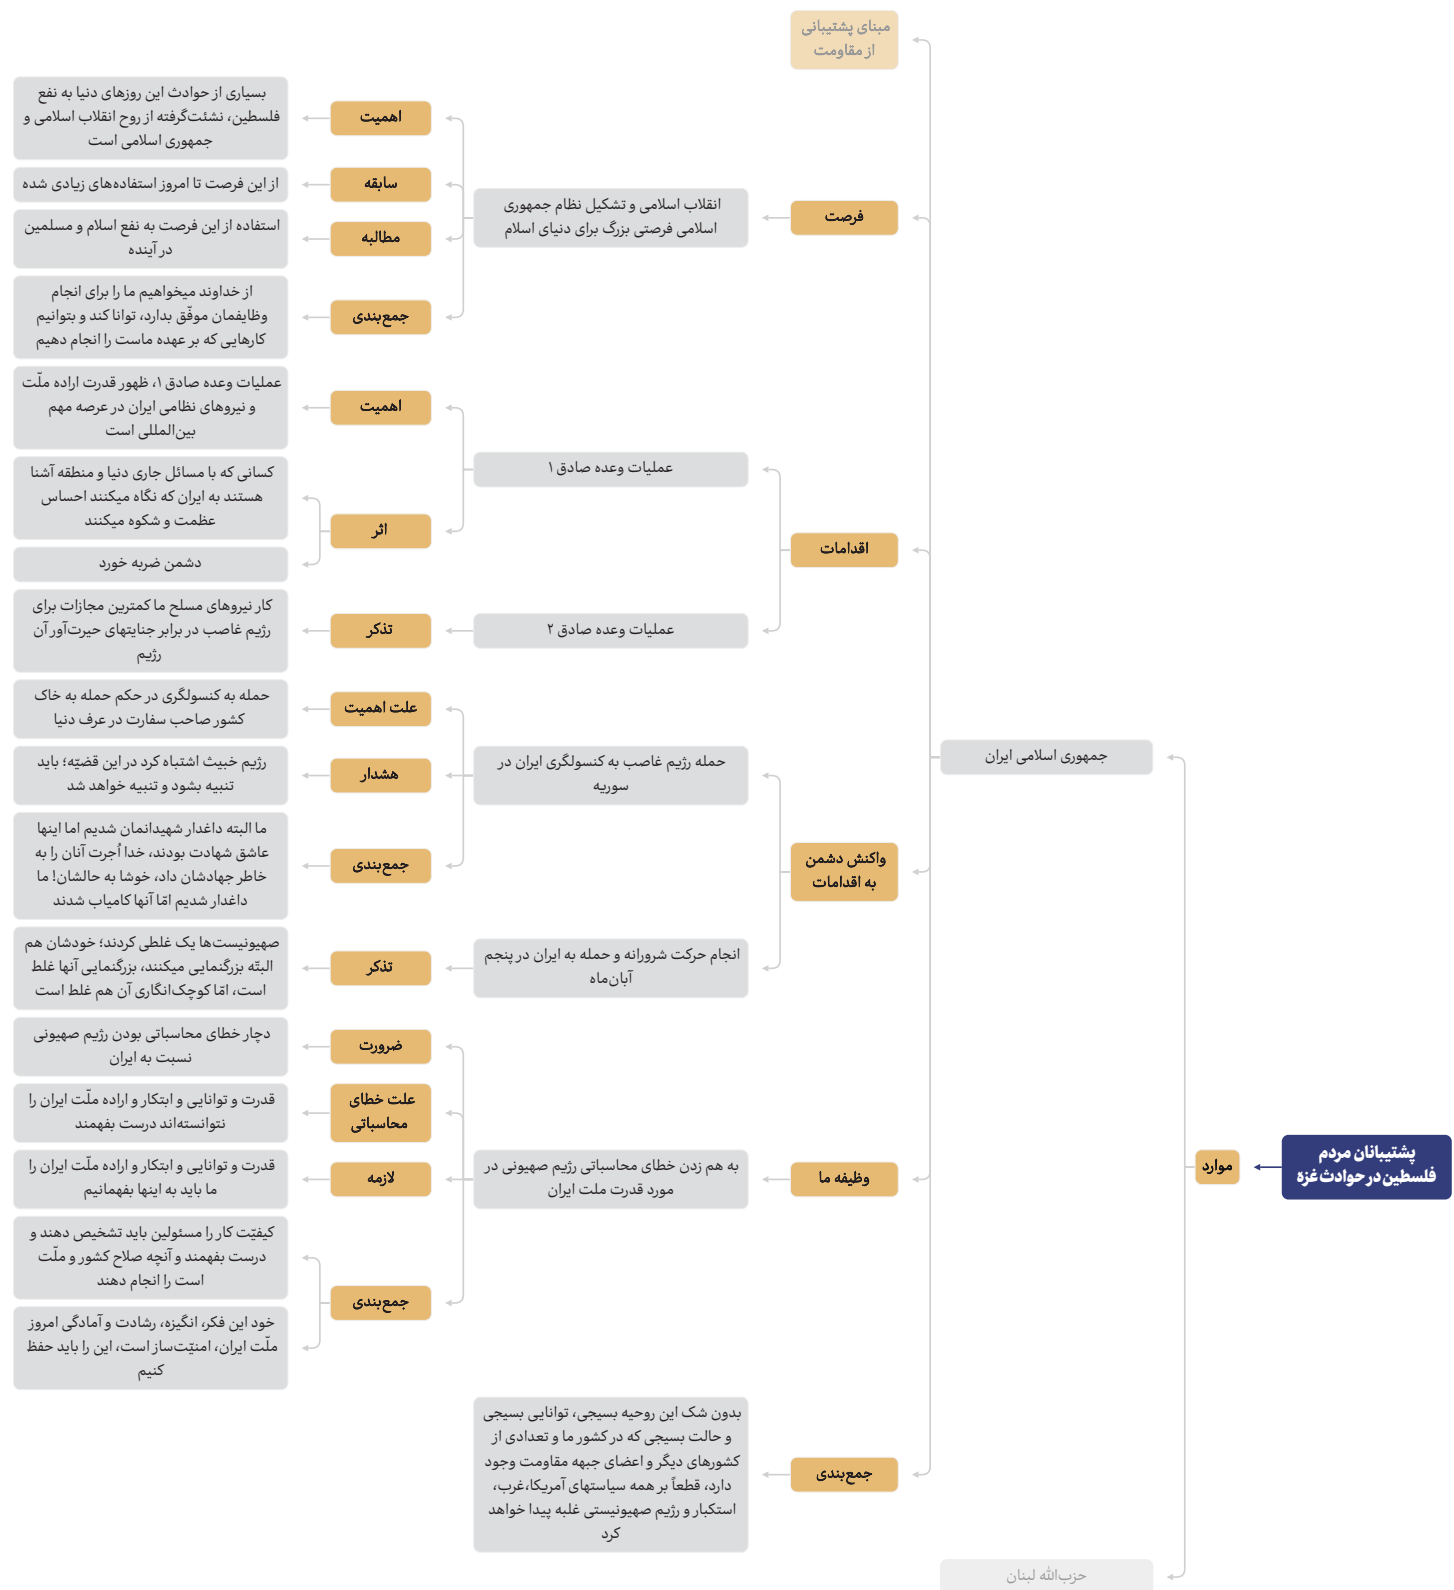 پشتیبانان مردم
فلسطین در حوادث غزة
موارد
جمهوری اسلامی ایران
مبنای پشتیبانی
از مقاومت
فرصت
انقلاب اسلامی و تشکیل نظام جمهوری
اسلامی فرصتی بزرگ برای دنیای اسلام
اهمیت
بسیاری از حوادث این روزهای دنیا به نفع
فلسطین، نشئت‌گرفته از روح انقلاب اسلامی و
جمهوری اسلامی است
سابقه
از این فرصت تا امروز استفاده‌های زیادی شده
مطالبه
استفاده از این فرصت به نفع اسلام و مسلمین
در آینده
جمع‌بندی
از خداوند میخواهیم ما را برای انجام
وظایفمان موفّق بدارد، توانا کند و بتوانیم
کارهایی که بر عهده ماست را انجام دهیم
اقدامات
عملیات وعده صادق ۱
اهمیت
عملیات وعده صادق ۱، ظهور قدرت اراده ملّت
و نیروهای نظامی ایران در عرصه مهم
بین‌المللی است
اثر
کسانی که با مسائل جاری دنیا و منطقه آشنا
هستند به ایران که نگاه میکنند احساس
عظمت و شکوه میکنند
دشمن ضربه خورد
عملیات وعده صادق ۲
تذکر
کار نیروهای مسلح ما کمترین مجازات برای
رژیم غاصب در برابر جنایتهای حیرت‌آور آن
رژیم
واکنش دشمن
به اقدامات
حمله رژیم غاصب به کنسولگری ایران در
سوریه
علت اهمیت
حمله به کنسولگری در حکم حمله به خاک
کشور صاحب سفارت در عرف دنیا
هشدار
رژیم خبیث اشتباه کرد در این قضیّه؛ باید
تنبیه بشود و تنبیه خواهد شد
جمع‌بندی
ما البته داغدار شهیدانمان شدیم اما اینها
عاشق شهادت بودند، خدا اُجرت آنان را به
خاطر جهادشان داد، خوشا به حالشان! ما
داغدار شدیم امّا آنها کامیاب شدند
انجام حرکت شرورانه و حمله به ایران در پنجم
آبان‌ماه
تذکر
صهیونیست‌ها یک غلطی کردند؛ خودشان هم
البتّه بزرگنمایی میکنند، بزرگنمایی آنها غلط
است، امّا کوچک‌انگاری آن هم غلط است
وظیفه ما
به هم زدن خطای محاسباتی رژیم صهیونی در
مورد قدرت ملت ایران
ضرورت
دچار خطای محاسباتی بودن رژیم صهیونی
نسبت به ایران
علت خطای
محاسباتی
قدرت و توانایی و ابتکار و اراده ملّت ایران را
نتوانسته‌اند درست بفهمند
لازمه
قدرت و توانایی و ابتکار و اراده ملّت ایران را
ما باید به اینها بفهمانیم
جمع‌بندی
کیفیّت کار را مسئولین باید تشخیص دهند و
درست بفهمند و آنچه صلاح کشور و ملّت
است را انجام دهند
خود این فکر، انگیزه، رشادت و آمادگی امروز
ملّت ایران، امنیّت‌ساز است، این را باید حفظ
کنیم
جمع‌بندی
بدون شک این روحیه بسیجی، توانایی بسیجی
و حالت بسیجی که در کشور ما و تعدادی از
کشورهای دیگر و اعضای جبهه مقاومت وجود
دارد، قطعاً بر همه سیاستهای آمریکا،غرب،
استکبار و رژیم صهیونیستی غلبه پیدا خواهد
کرد
حزب‌الله لبنان